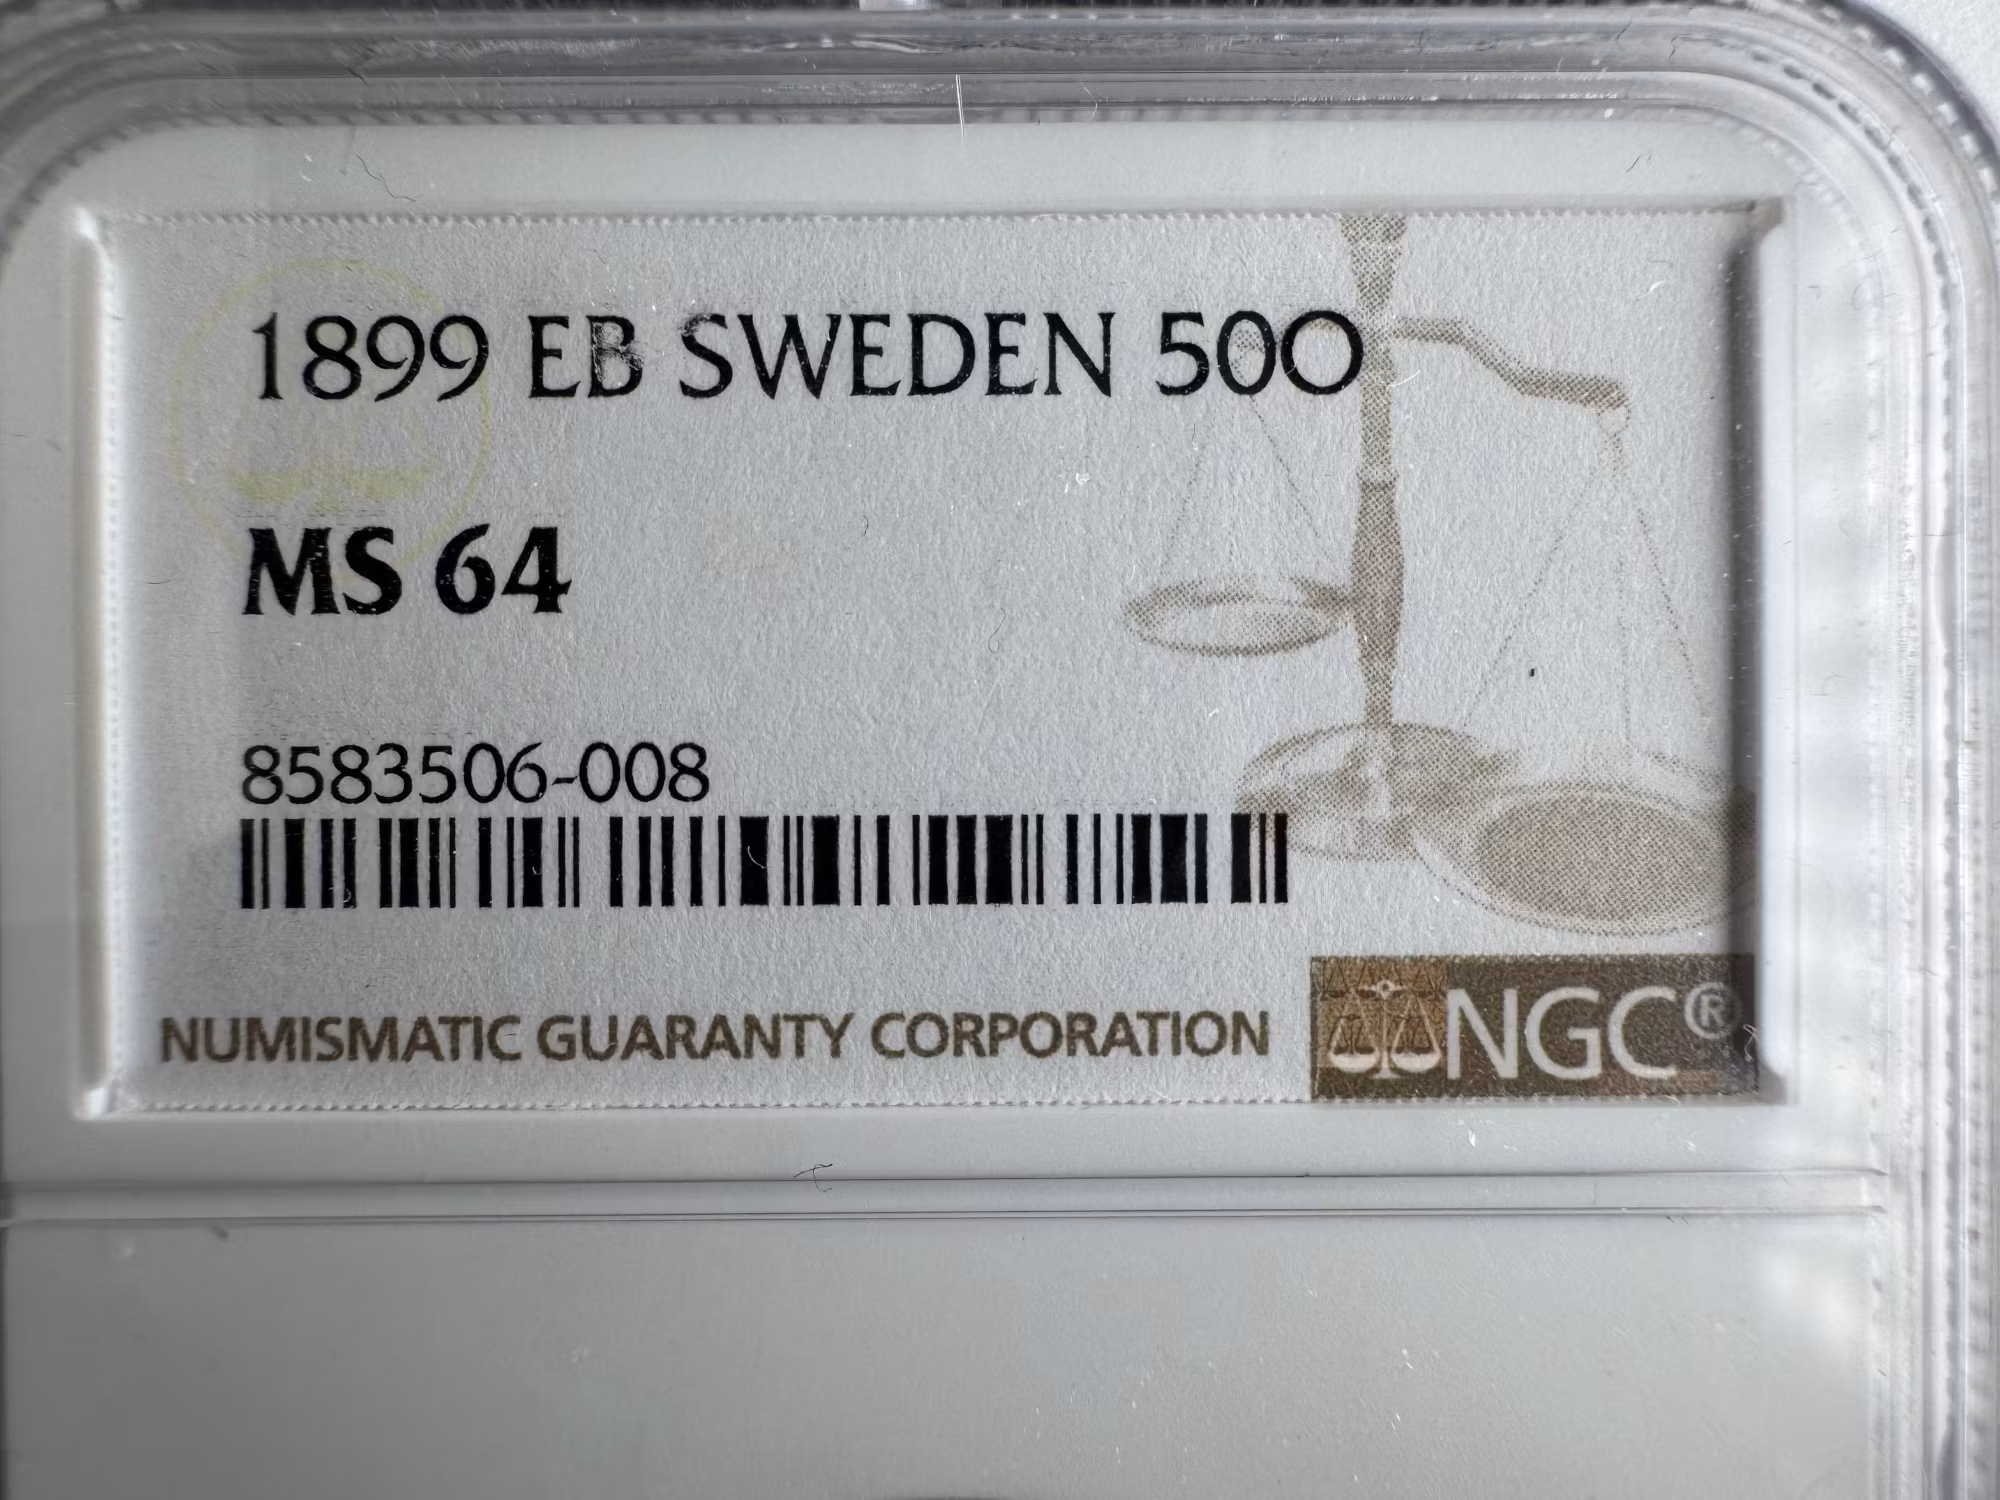 1899 EB SWEDEN 50O
MS 64
8583506-008
NUMISMATIC GUARANTY CORPORATION
NGC®